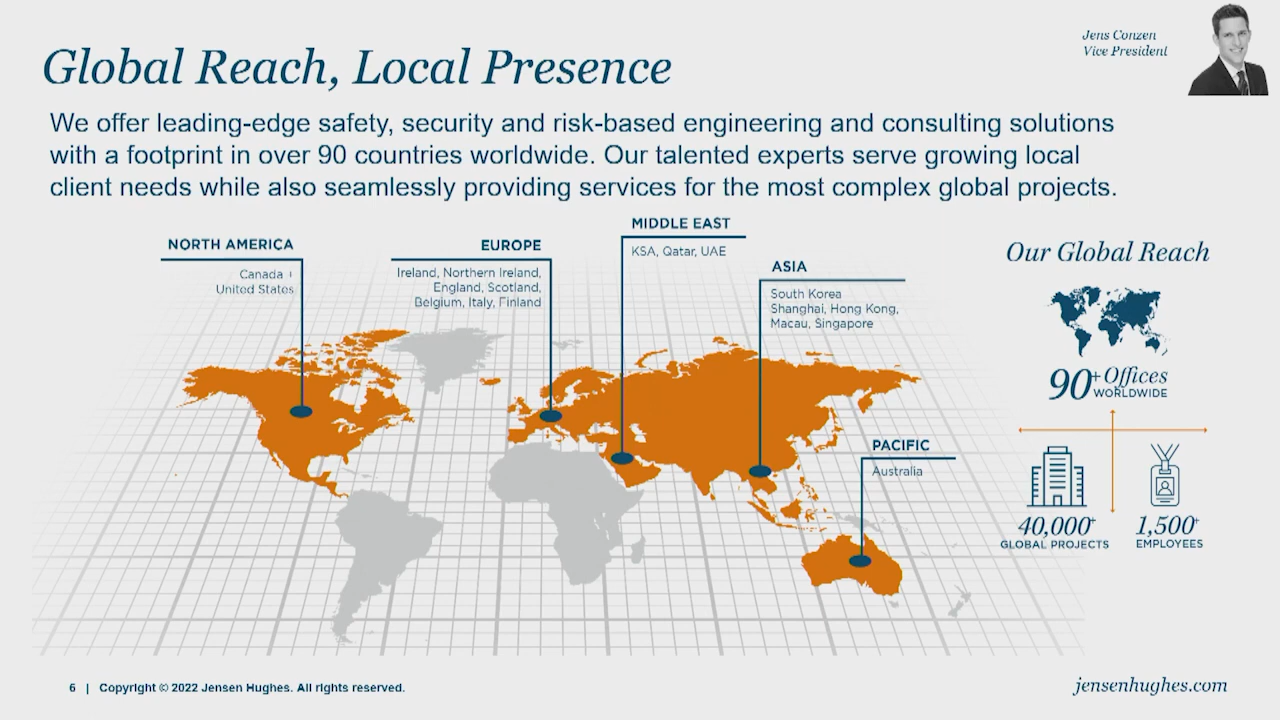 Jens Conzen
Vice President
Global Reach, Local Presence
We offer leading-edge safety, security and risk-based engineering and consulting solutions
with a footprint in over 90 countries worldwide. Our talented experts serve growing local
client needs while also seamlessly providing services for the most complex global projects.
NORTH AMERICA
Canada +
United States
EUROPE
Ireland, Northern Ireland,
England, Scotland,
Belgium, Italy, Finland
MIDDLE EAST
KSA, Qatar, UAE
ASIA
South Korea
Shanghai, Hong Kong,
Macau, Singapore
PACIFIC
Australia
Our Global Reach
90+ Offices
WORLDWIDE
40,000+
GLOBAL PROJECTS
1,500+
EMPLOYEES
6 | Copyright © 2022 Jensen Hughes. All rights reserved.
jensenhughes.com